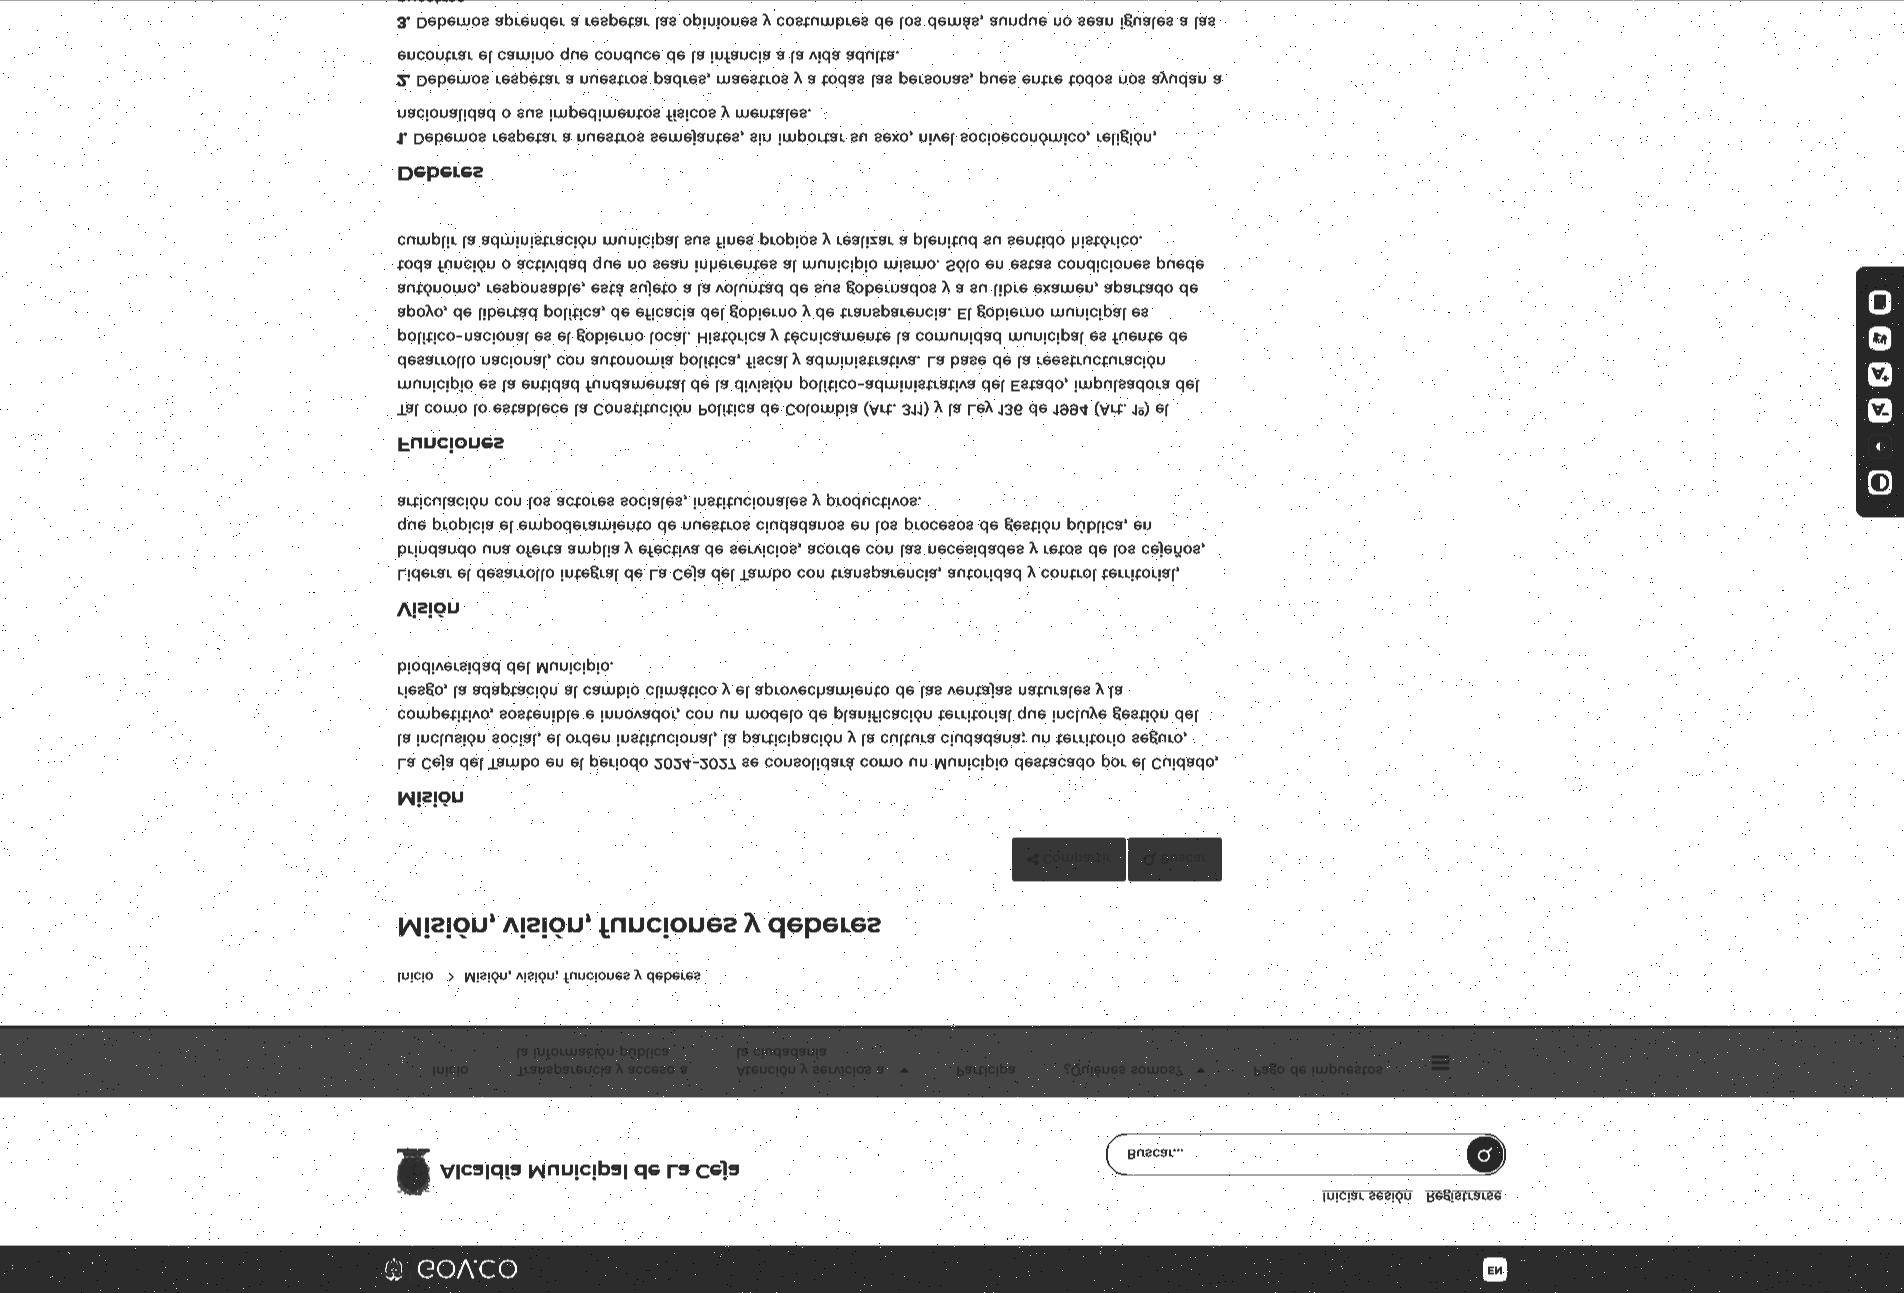 GOV.CO
EN
Iniciar sesión Registrarse
Alcaldía Municipal de La Ceja
Buscar...
Inicio
Transparencia y acceso a
la información pública
Atención y servicios a
la ciudadanía
Participa
¿Quiénes somos?
Pago de impuestos
Inicio > Misión, visión, funciones y deberes
Misión, visión, funciones y deberes
Compartir Buscar
Misión
La Ceja del Tambo en el periodo 2024-2027 se consolidará como un Municipio destacado por el Cuidado,
la inclusión social, el orden institucional, la participación y la cultura ciudadana; un territorio seguro,
competitivo, sostenible e innovador, con un modelo de planificación territorial que incluye gestión del
riesgo, la adaptación al cambio climático y el aprovechamiento de las ventajas naturales y la
biodiversidad del Municipio.
Visión
Liderar el desarrollo integral de La Ceja del Tambo con transparencia, autoridad y control territorial,
brindando una oferta amplia y efectiva de servicios, acorde con las necesidades y retos de los cejeños,
que propicia el empoderamiento de nuestros ciudadanos en los procesos de gestión pública, en
articulación con los actores sociales, institucionales y productivos.
Funciones
Tal como lo establece la Constitución Política de Colombia (Art. 311) y la Ley 136 de 1994 (Art. 1º) el
municipio es la entidad fundamental de la división político-administrativa del Estado, impulsadora del
desarrollo nacional, con autonomía política, fiscal y administrativa. La base de la reestructuración
político-nacional es el gobierno local. Histórica y técnicamente la comunidad municipal es fuente de
apoyo, de libertad política, de eficacia del gobierno y de transparencia. El gobierno municipal es
autónomo, responsable, está sujeto a la voluntad de sus gobernados y a su libre examen, apartado de
toda función o actividad que no sean inherentes al municipio mismo. Sólo en estas condiciones puede
cumplir la administración municipal sus fines propios y realizar a plenitud su sentido histórico.
Deberes
1. Debemos respetar a nuestros semejantes, sin importar su sexo, nivel socioeconómico, religión,
nacionalidad o sus impedimentos físicos y mentales.
2. Debemos respetar a nuestros padres, maestros y a todas las personas, pues entre todos nos ayudan a
encontrar el camino que conduce de la infancia a la vida adulta.
3. Debemos aprender a respetar las opiniones y costumbres de los demás, aunque no sean iguales a las